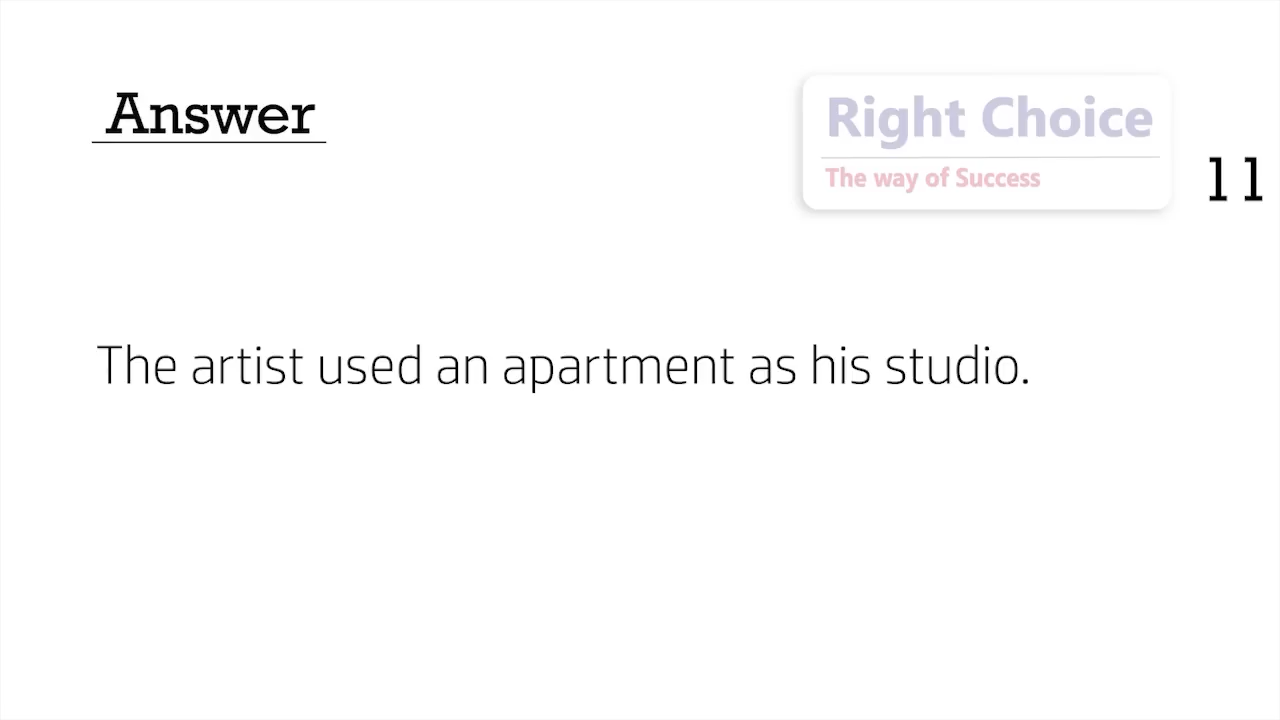 Answer
Right Choice
The way of Success
11
The artist used an apartment as his studio.